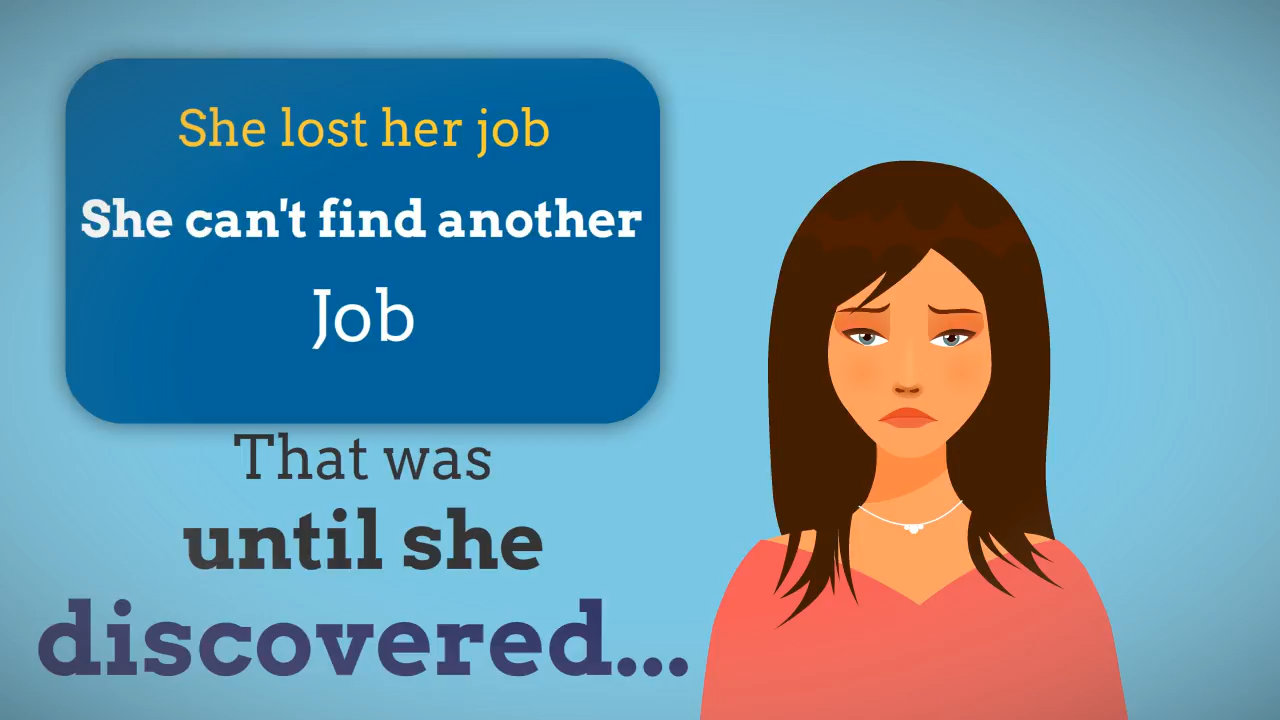 She lost her job
She can't find another
Job
That was
until she
discovered...